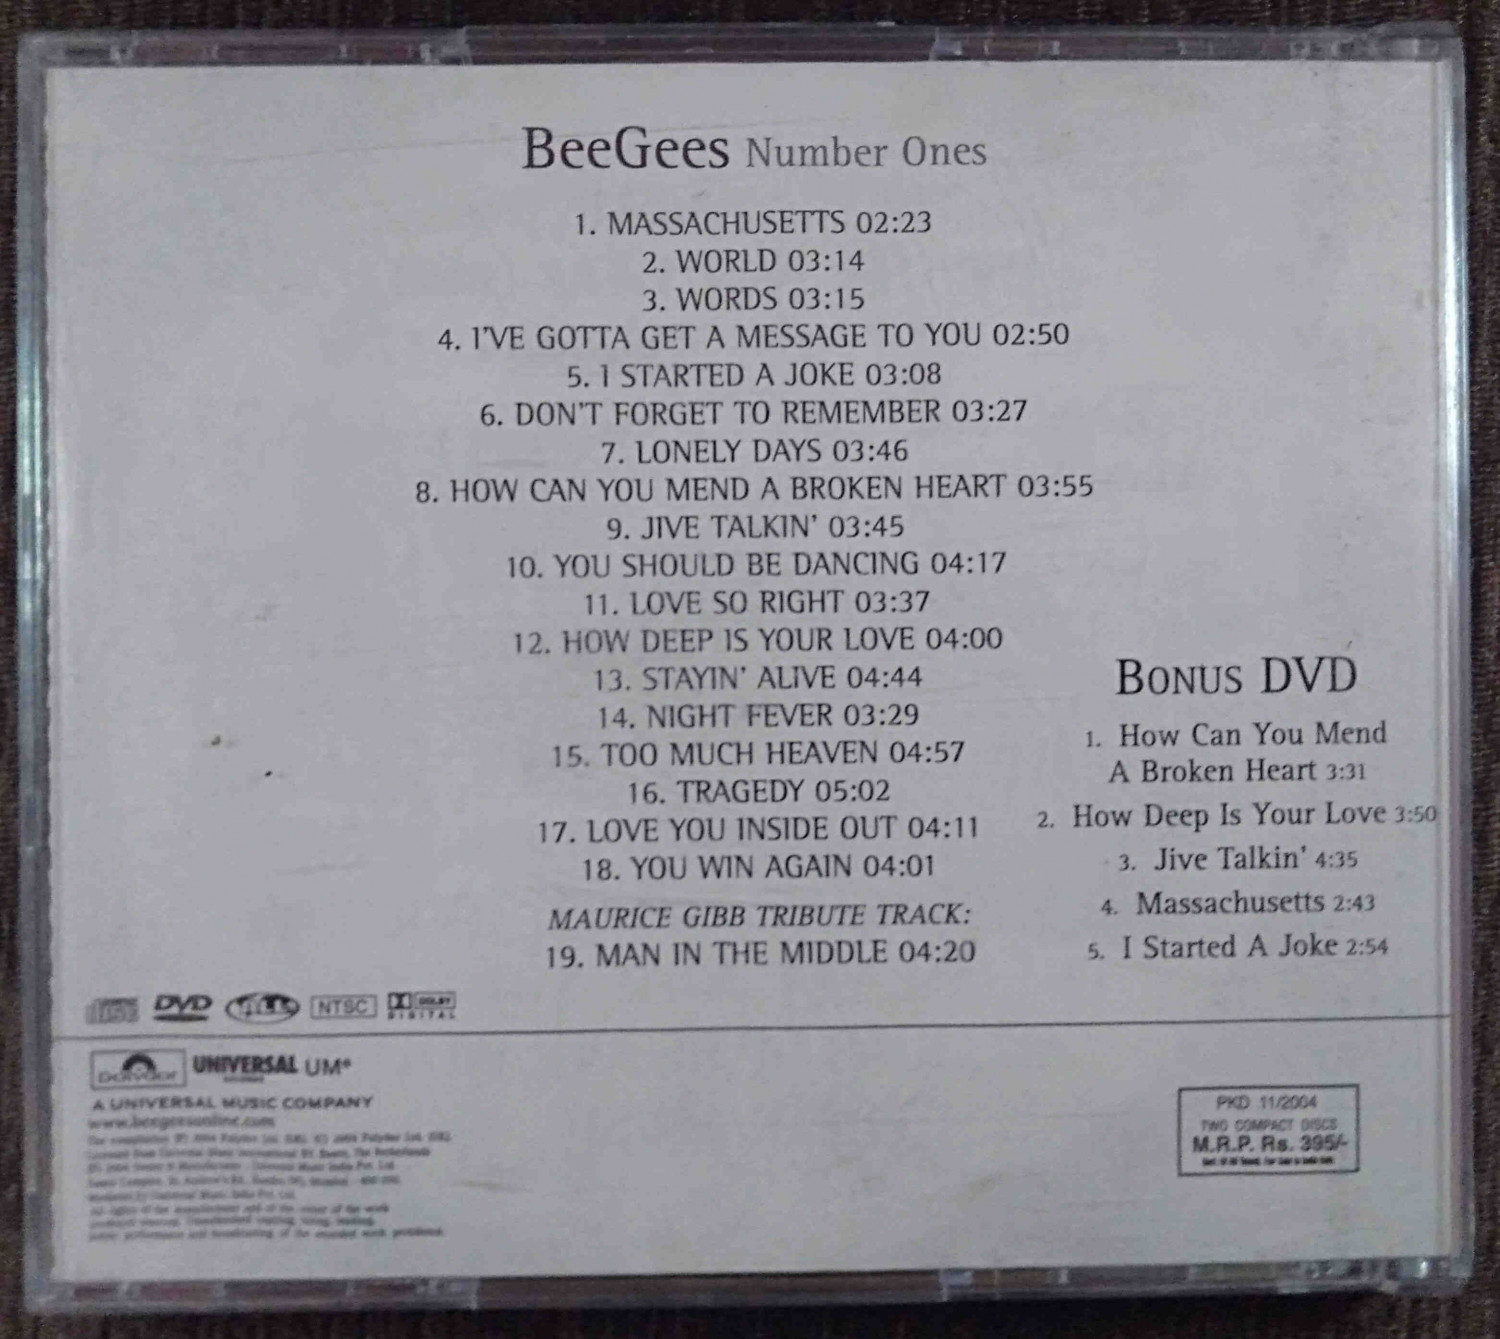 BeeGees Number Ones
1. MASSACHUSETTS 02:23
2. WORLD 03:14
3. WORDS 03:15
4. I'VE GOTTA GET A MESSAGE TO YOU 02:50
5. I STARTED A JOKE 03:08
6. DON'T FORGET TO REMEMBER 03:27
7. LONELY DAYS 03:46
8. HOW CAN YOU MEND A BROKEN HEART 03:55
9. JIVE TALKIN' 03:45
10. YOU SHOULD BE DANCING 04:17
11. LOVE SO RIGHT 03:37
12. HOW DEEP IS YOUR LOVE 04:00
13. STAYIN' ALIVE 04:44
14. NIGHT FEVER 03:29
15. TOO MUCH HEAVEN 04:57
16. TRAGEDY 05:02
17. LOVE YOU INSIDE OUT 04:11
18. YOU WIN AGAIN 04:01
MAURICE GIBB TRIBUTE TRACK:
19. MAN IN THE MIDDLE 04:20
BONUS DVD
1. How Can You Mend
A Broken Heart 3:31
2. How Deep Is Your Love 3:50
3. Jive Talkin' 4:35
4. Massachusetts 2:43
5. I Started A Joke 2:54
DVD NTSC DOLBY DIGITAL
Polydor UNIVERSAL UM
A UNIVERSAL MUSIC COMPANY
www.beegeesonline.com
PKD 11/2004
TWO COMPACT DISCS
M.R.P. Rs. 395/-